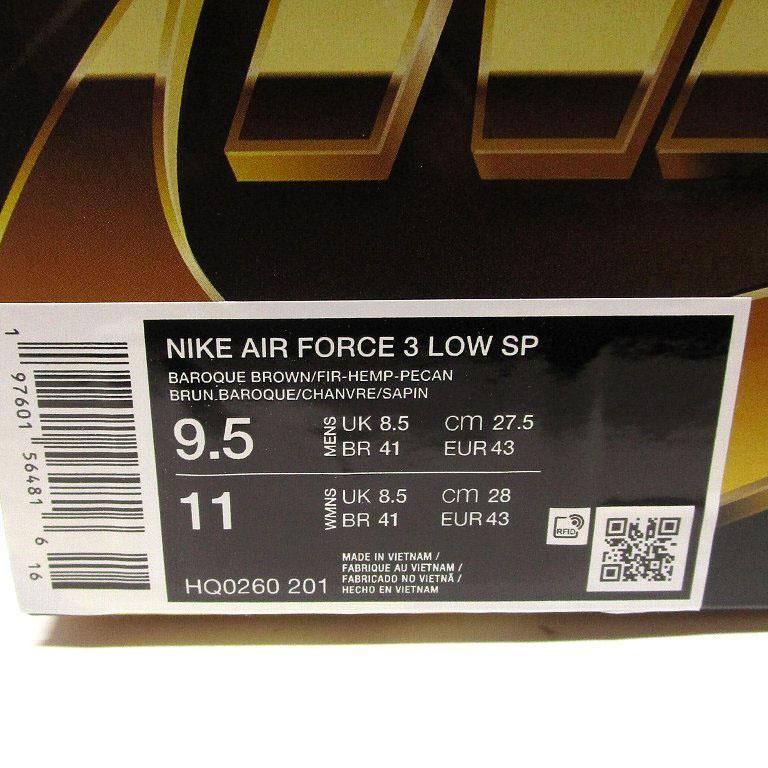 NIKE AIR FORCE 3 LOW SP
BAROQUE BROWN/FIR-HEMP-PECAN
BRUN.BAROQUE/CHANVRE/SAPIN
9.5 MENS UK 8.5 cm 27.5
BR 41 EUR 43
11 WMNS UK 8.5 cm 28
BR 41 EUR 43
RFID
MADE IN VIETNAM /
FABRIQUE AU VIETNAM /
FABRICADO NO VIETNÃ /
HECHO EN VIETNAM
HQ0260 201
1 97601 56481 6 16